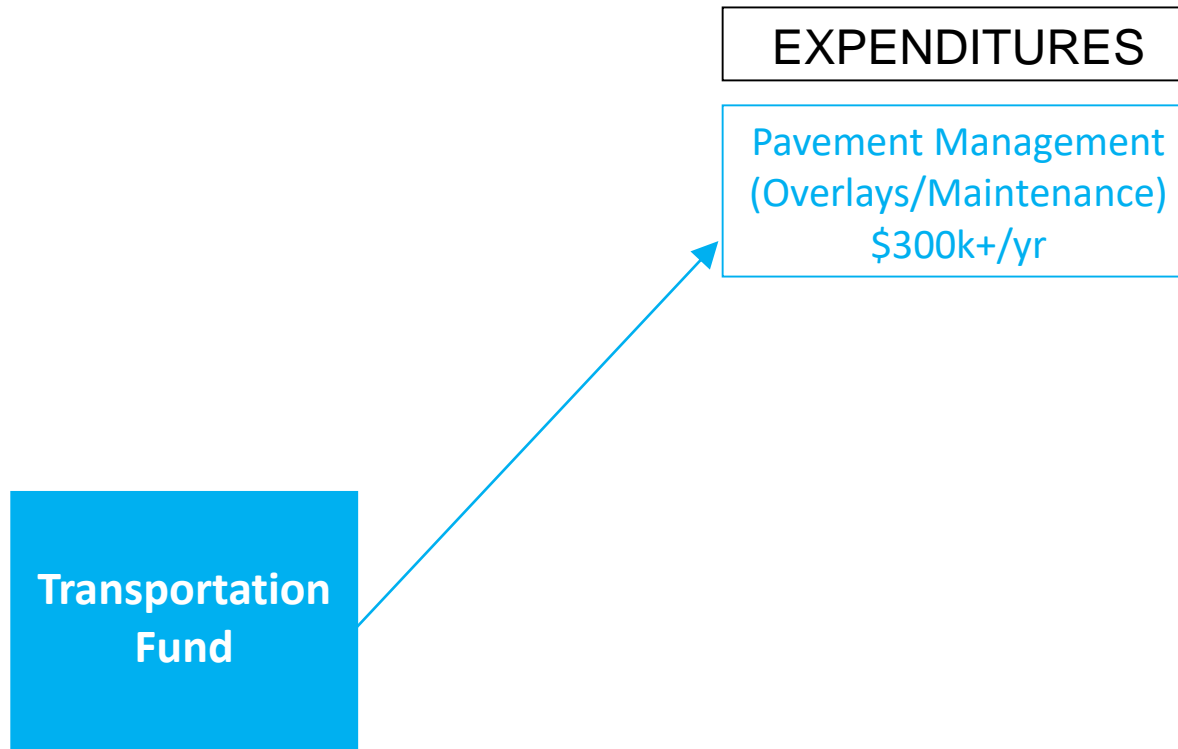 EXPENDITURES
Pavement Management
(Overlays/Maintenance)
$300k+/yr
Transportation
Fund